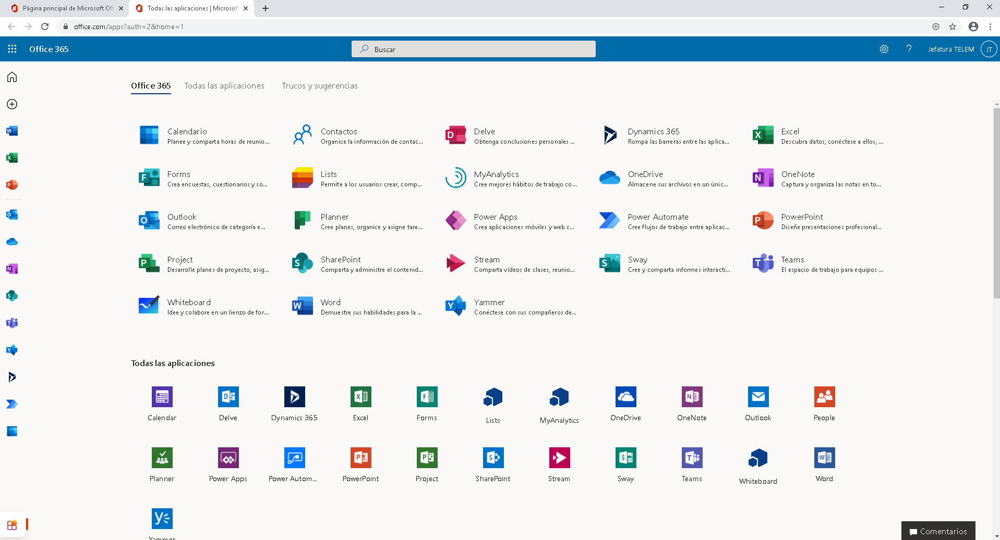 Página principal de Microsoft Off
Todas las aplicaciones | Microsoft
office.com/apps?auth=2&home=1
Office 365
Buscar
Jefatura TELEM
JT
Office 365
Todas las aplicaciones
Trucos y sugerencias
Calendario
Planee y comparta horas de reunio...
Contactos
Organice la información de contac...
Delve
Obtenga conclusiones personales ...
Dynamics 365
Rompa las barreras entre las aplica...
Excel
Descubra datos, conéctese a ellos, ...
Forms
Crea encuestas, cuestionarios y so...
Lists
Permite a los usuarios crear, comp...
MyAnalytics
Cree mejores hábitos de trabajo co...
OneDrive
Almacene sus archivos en un únic...
OneNote
Captura y organiza las notas en to...
Outlook
Correo electrónico de categoría e...
Planner
Cree planes, organice y asigne tare...
Power Apps
Crea aplicaciones móviles y web c...
Power Automate
Cree flujos de trabajo entre aplicac...
PowerPoint
Diseñe presentaciones profesional...
Project
Desarrolle planes de proyecto, asig...
SharePoint
Comparta y administre el contenid...
Stream
Comparta vídeos de clases, reunio...
Sway
Cree y comparta informes interacti...
Teams
El espacio de trabajo para equipos ...
Whiteboard
Idee y colabore en un lienzo de for...
Word
Demuestre sus habilidades para la ...
Yammer
Conéctese con sus compañeros de...
Todas las aplicaciones
Calendar
Delve
Dynamics 365
Excel
Forms
Lists
MyAnalytics
OneDrive
OneNote
Outlook
People
Planner
Power Apps
Power Autom...
PowerPoint
Project
SharePoint
Stream
Sway
Teams
Whiteboard
Word
Yammer
Comentarios